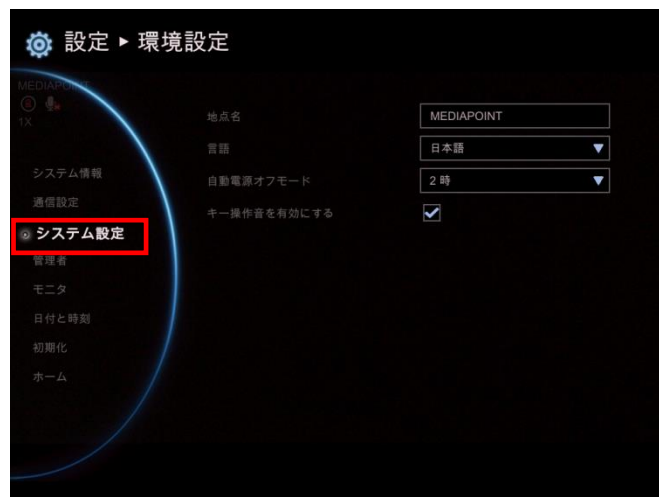 設定 ▸ 環境設定
MEDIAPOINT
1X
地点名 MEDIAPOINT
言語 日本語
自動電源オフモード 2 時
キー操作音を有効にする
システム情報
通信設定
システム設定
管理者
モニタ
日付と時刻
初期化
ホーム